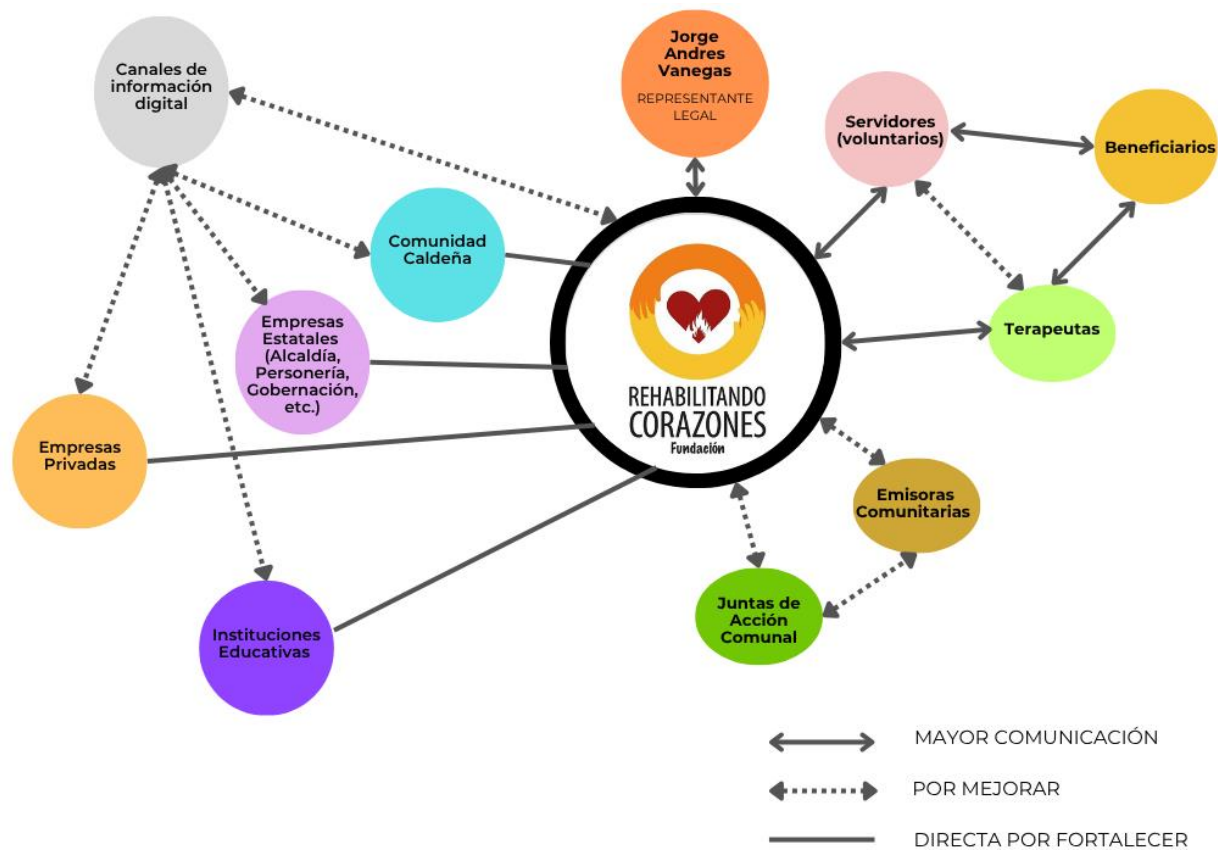 Canales de
información
digital
Jorge
Andres
Vanegas
REPRESENTANTE
LEGAL
Servidores
(voluntarios)
Beneficiarios
Comunidad
Caldeña
Empresas
Estatales
(Alcaldía,
Personería,
Gobernación,
etc.)
Terapeutas
REHABILITANDO
CORAZONES
Fundación
Empresas
Privadas
Emisoras
Comunitarias
Juntas de
Acción
Comunal
Instituciones
Educativas
MAYOR COMUNICACIÓN
POR MEJORAR
DIRECTA POR FORTALECER